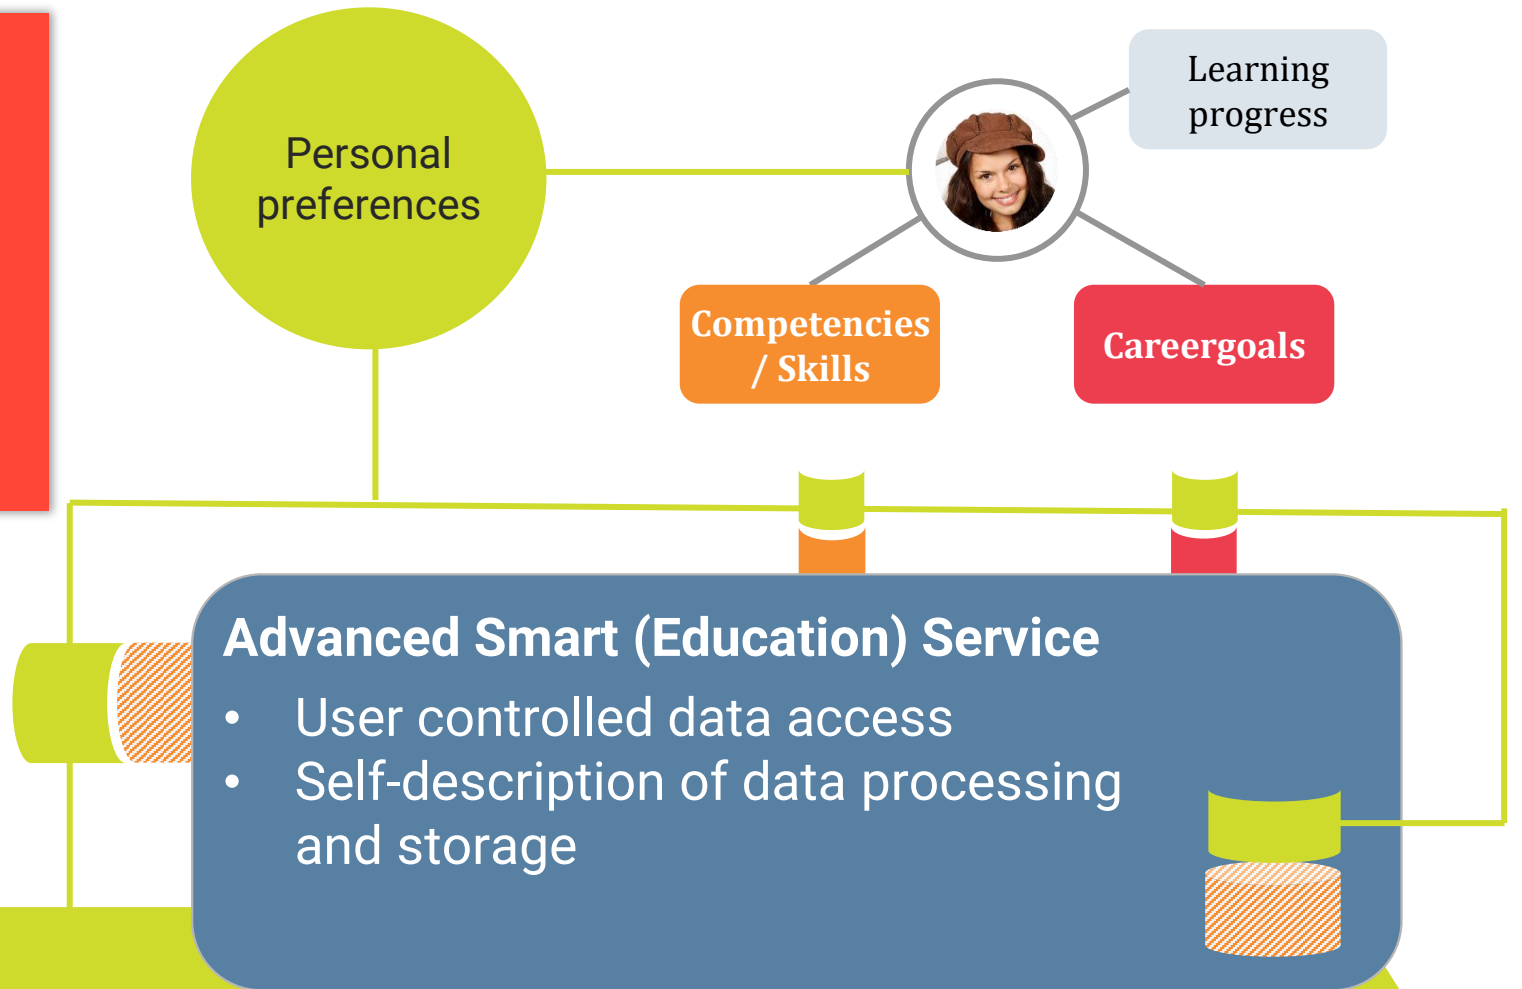 Learning
progress
Personal
preferences
Competencies
/ Skills
Careergoals
Advanced Smart (Education) Service
• User controlled data access
• Self-description of data processing
and storage